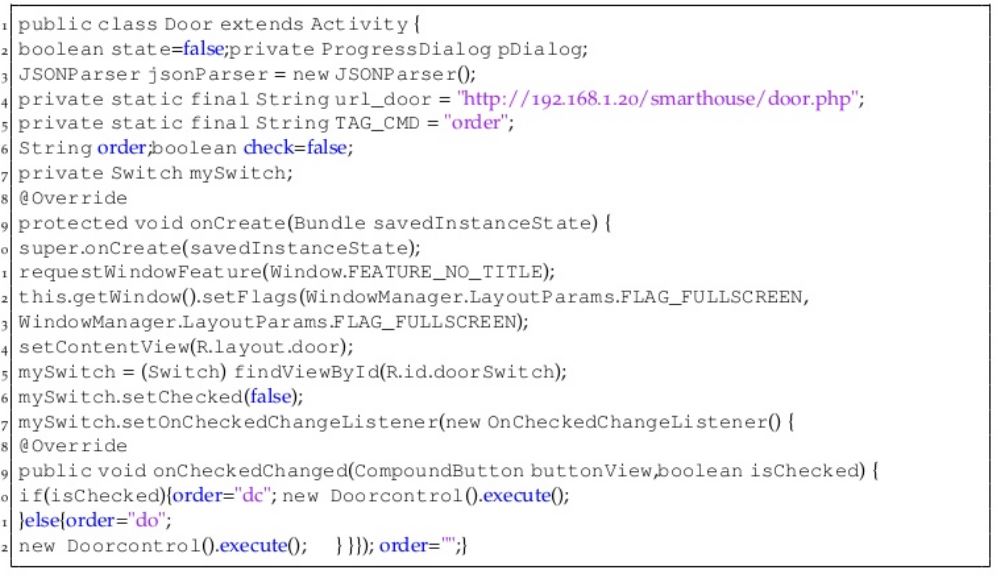 1 public class Door extends Activity {
2 boolean state=false;private ProgressDialog pDialog;
3 JSONParser jsonParser = new JSONParser();
4 private static final String url_door = "http://192.168.1.20/smarthouse/door.php";
5 private static final String TAG_CMD = "order";
6 String order;boolean check=false;
7 private Switch mySwitch;
8 @Override
9 protected void onCreate(Bundle savedInstanceState) {
0 super.onCreate(savedInstanceState);
1 requestWindowFeature(Window.FEATURE_NO_TITLE);
2 this.getWindow().setFlags(WindowManager.LayoutParams.FLAG_FULLSCREEN,
3 WindowManager.LayoutParams.FLAG_FULLSCREEN);
4 setContentView(R.layout.door);
5 mySwitch = (Switch) findViewById(R.id.doorSwitch);
6 mySwitch.setChecked(false);
7 mySwitch.setOnCheckedChangeListener(new OnCheckedChangeListener() {
8 @Override
9 public void onCheckedChanged(CompoundButton buttonView,boolean isChecked) {
0 if(isChecked){order="dc"; new Doorcontrol().execute();
1 }else{order="do";
2 new Doorcontrol().execute(); } }}); order="";}